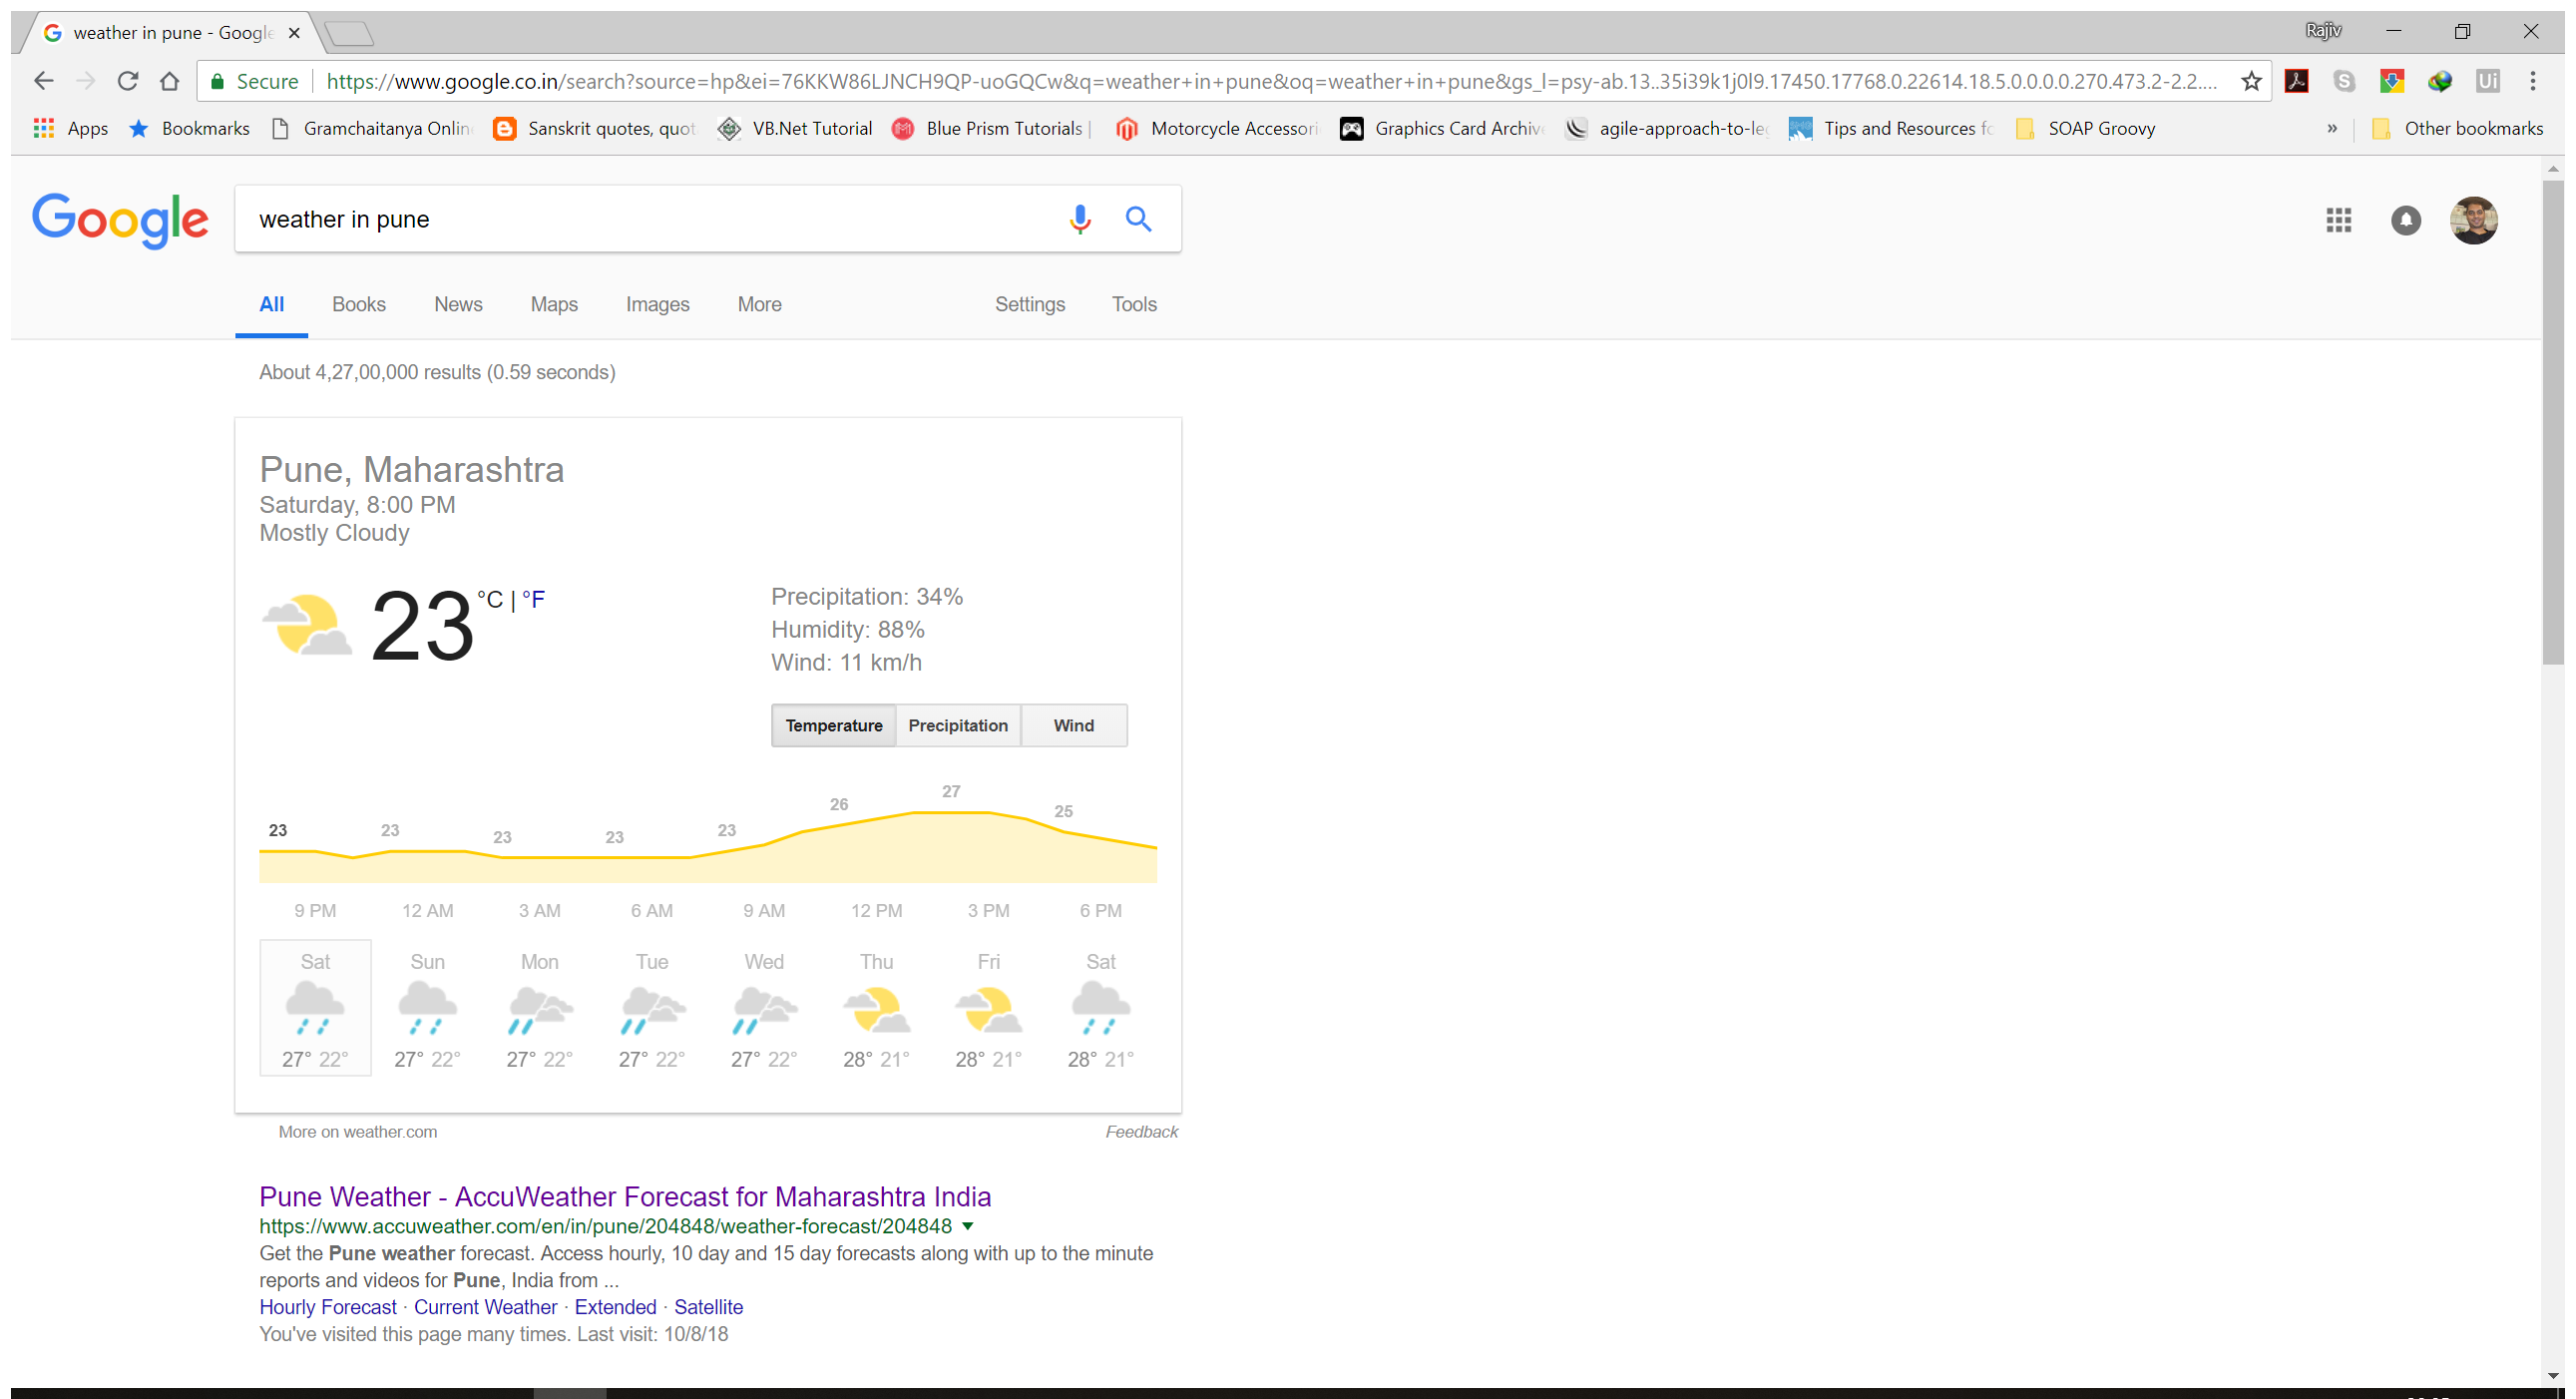 weather in pune - Google
Rajiv
Secure https://www.google.co.in/search?source=hp&ei=76KKW86LJNCH9QP-uoGQCw&q=weather+in+pune&oq=weather+in+pune&gs_l=psy-ab.13..35i39k1j0l9.17450.17768.0.22614.18.5.0.0.0.0.270.473.2-2.2....
Apps Bookmarks Gramchaitanya Onlin Sanskrit quotes, quot VB.Net Tutorial Blue Prism Tutorials | Motorcycle Accessori Graphics Card Archiv agile-approach-to-leg Tips and Resources fo SOAP Groovy » Other bookmarks
Google weather in pune
All Books News Maps Images More Settings Tools
About 4,27,00,000 results (0.59 seconds)
Pune, Maharashtra
Saturday, 8:00 PM
Mostly Cloudy
23 °C | °F
Precipitation: 34%
Humidity: 88%
Wind: 11 km/h
Temperature Precipitation Wind
23 23 23 23 23 26 27 25
9 PM 12 AM 3 AM 6 AM 9 AM 12 PM 3 PM 6 PM
Sat Sun Mon Tue Wed Thu Fri Sat
27° 22° 27° 22° 27° 22° 27° 22° 27° 22° 28° 21° 28° 21° 28° 21°
More on weather.com Feedback
Pune Weather - AccuWeather Forecast for Maharashtra India
https://www.accuweather.com/en/in/pune/204848/weather-forecast/204848
Get the Pune weather forecast. Access hourly, 10 day and 15 day forecasts along with up to the minute
reports and videos for Pune, India from ...
Hourly Forecast · Current Weather · Extended · Satellite
You've visited this page many times. Last visit: 10/8/18